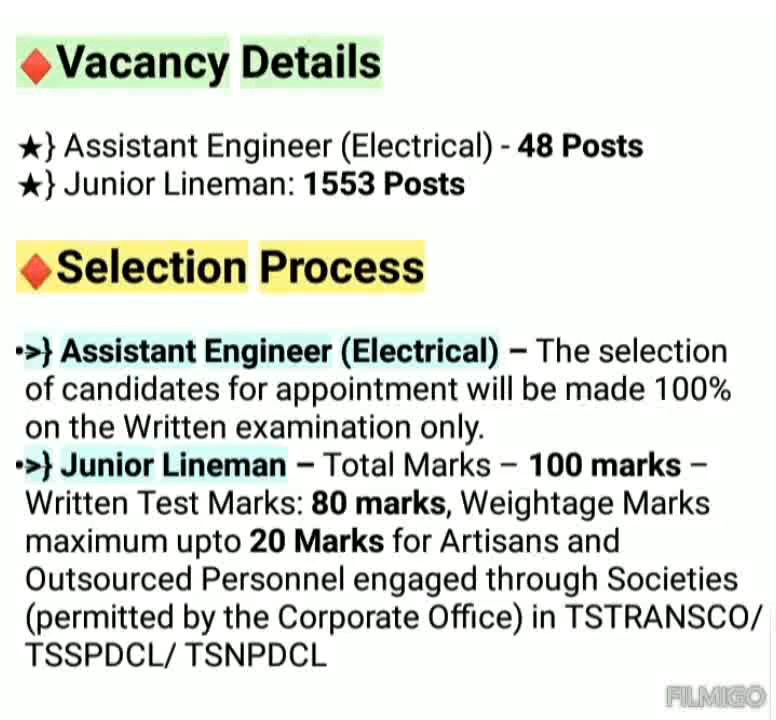 ♦Vacancy Details
★} Assistant Engineer (Electrical) - 48 Posts
★} Junior Lineman: 1553 Posts
♦Selection Process
•>} Assistant Engineer (Electrical) – The selection
of candidates for appointment will be made 100%
on the Written examination only.
•>} Junior Lineman – Total Marks – 100 marks –
Written Test Marks: 80 marks, Weightage Marks
maximum upto 20 Marks for Artisans and
Outsourced Personnel engaged through Societies
(permitted by the Corporate Office) in TSTRANSCO/
TSSPDCL/ TSNPDCL
FILMIGO